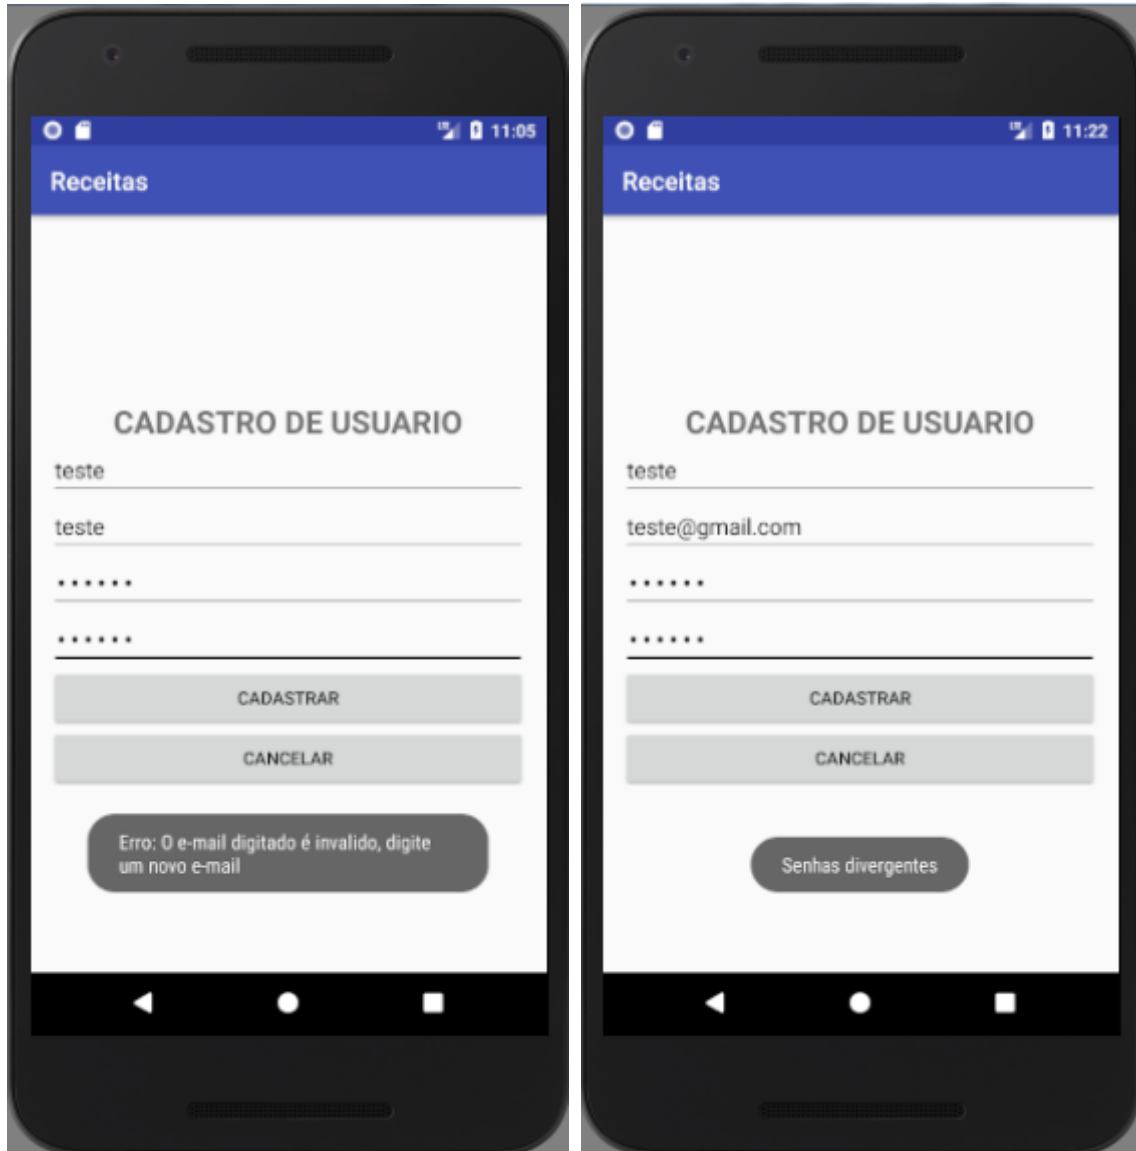 11:05
Receitas
CADASTRO DE USUARIO
teste
teste
••••••
••••••
CADASTRAR
CANCELAR
Erro: O e-mail digitado é invalido, digite
um novo e-mail
11:22
Receitas
CADASTRO DE USUARIO
teste
teste@gmail.com
••••••
••••••
CADASTRAR
CANCELAR
Senhas divergentes